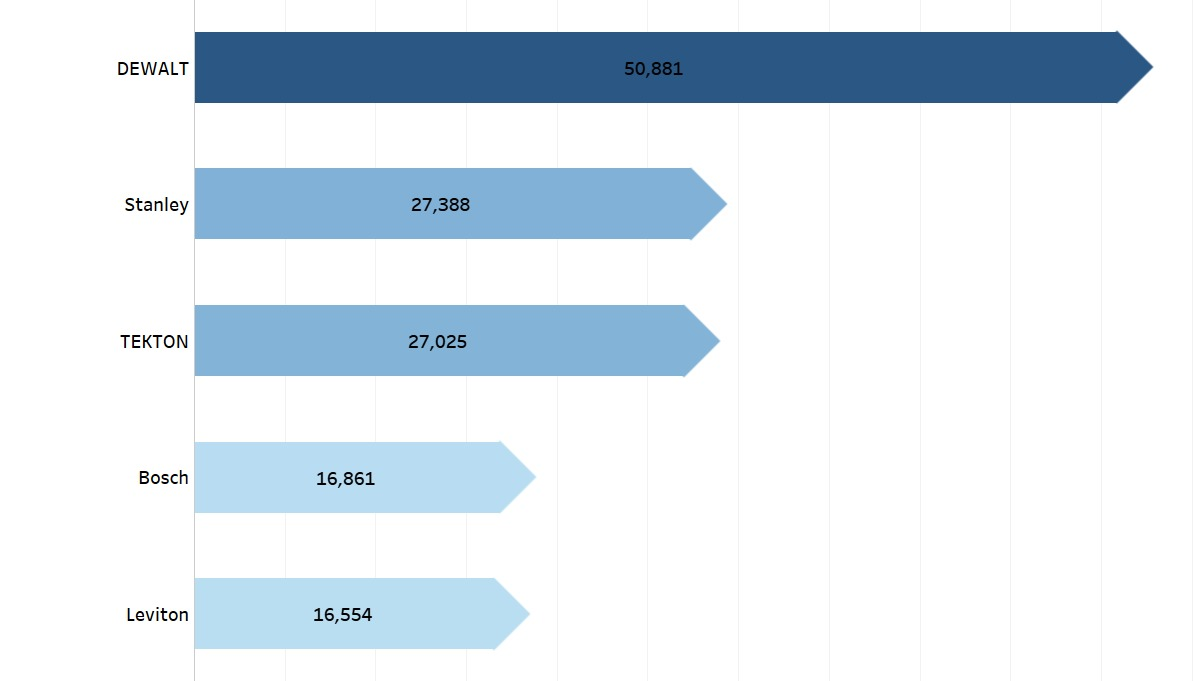 DEWALT 50,881
Stanley 27,388
TEKTON 27,025
Bosch 16,861
Leviton 16,554